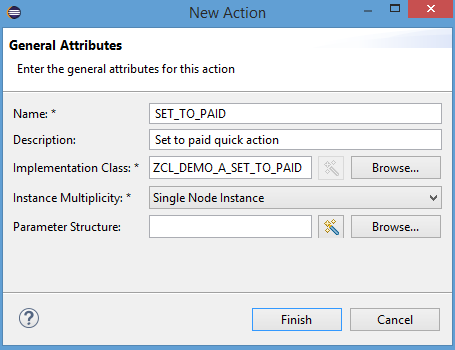 New Action
General Attributes
Enter the general attributes for this action
Name: * SET_TO_PAID
Description: Set to paid quick action
Implementation Class: * ZCL_DEMO_A_SET_TO_PAID Browse...
Instance Multiplicity: * Single Node Instance
Parameter Structure: Browse...
? Finish Cancel